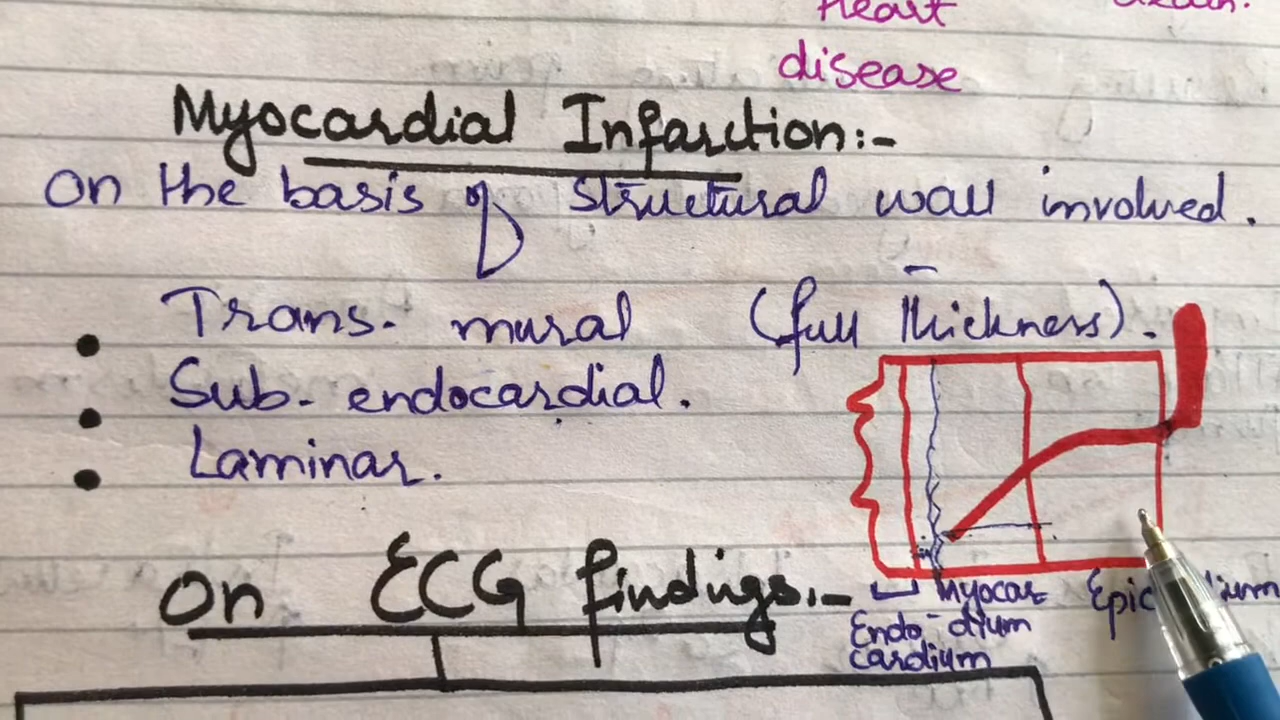 Heart
disease
Myocardial Infarction:-
on the basis of structural wall involved.
Trans- mural (full thickness).
Sub- endocardial.
Laminar.
On ECG findings:-
Myocar
-dium
Endo
cardium